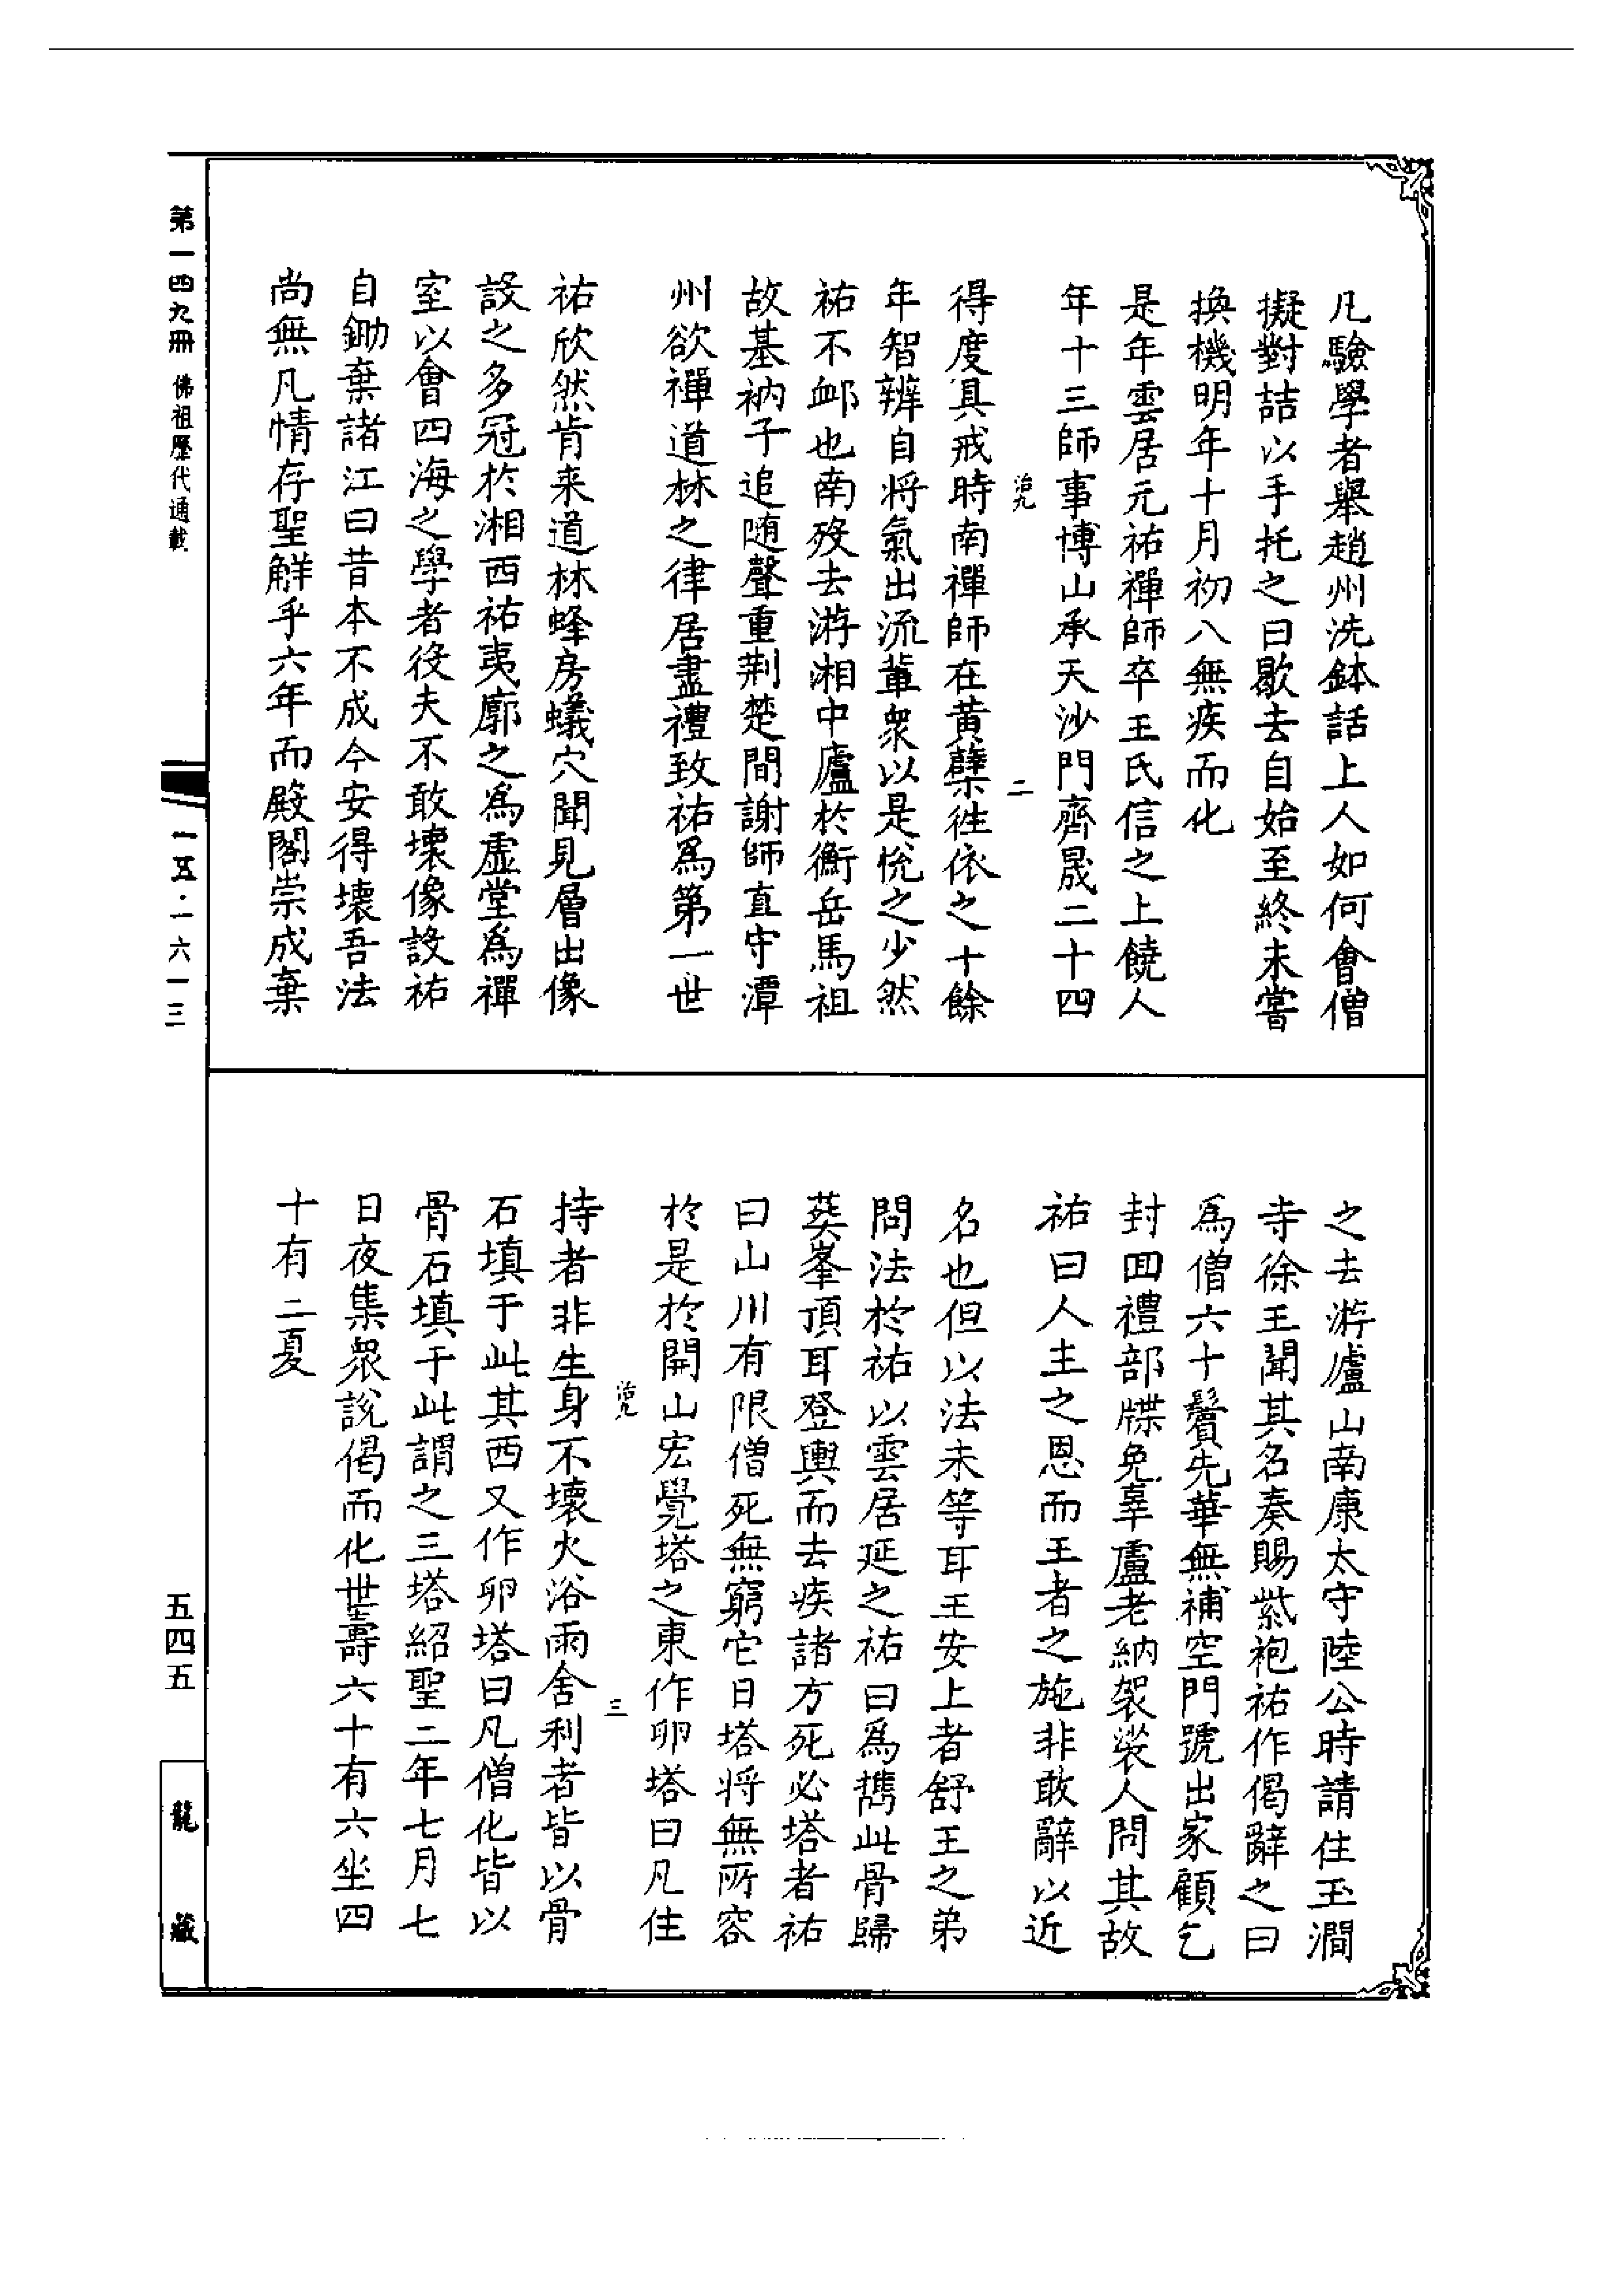 凡驗學者舉趙州洗鉢話上人如何會僧
擬對詰以手托之曰歇去自始至終未嘗
換機明年十月初八無疾而化
是年雲居元祐禪師卒王氏信之上饒人
年十三師事博山承天沙門齊晟二十四
治九
二
得度具戒時南禪師在黃蘗往依之十餘
年智辨自将氣出流軰衆以是恱之少然
祐不䘏也南歿去游湘中廬於衡岳馬祖
故基衲子追随聲重荆楚間謝師直守潭
州欲禪道林之律居盡禮致祐爲第一世
祐欣然肯来道林蜂房蟻穴聞見層出像
設之多冠於湘西祐夷廓之爲虚堂爲禪
室以會四海之學者役夫不敢壞像設祐
自鋤棄諸江曰昔本不成今安得壞吾法
尚無凡情存聖解乎六年而殿閣崇成棄
之去游廬山南康太守陸公時請住玉澗
寺徐王聞其名奏賜紫袍祐作偈辭之曰
爲僧六十鬢先華無補空門號出家顧乞
封囬禮部牒免辜盧老納袈裟人問其故
祐曰人主之恩而王者之施非敢辭以近
名也但以法未等耳王安上者舒王之弟
問法於祐以雲居延之祐曰爲擕此骨歸
葬峯頂耳登輿而去疾諸方死必塔者祐
曰山川有限僧死無窮它日塔将無所容
於是於開山宏覺塔之東作卵塔曰凡住
治九
三
持者非生身不壞火浴雨舍利者皆以骨
石填于此其西又作卵塔曰凡僧化皆以
骨石填于此謂之三塔紹聖二年七月七
日夜集衆説偈而化世壽六十有六坐四
十有二夏
第一四九冊 佛祖歷代通載
一五·一六一三
五四五
龍藏